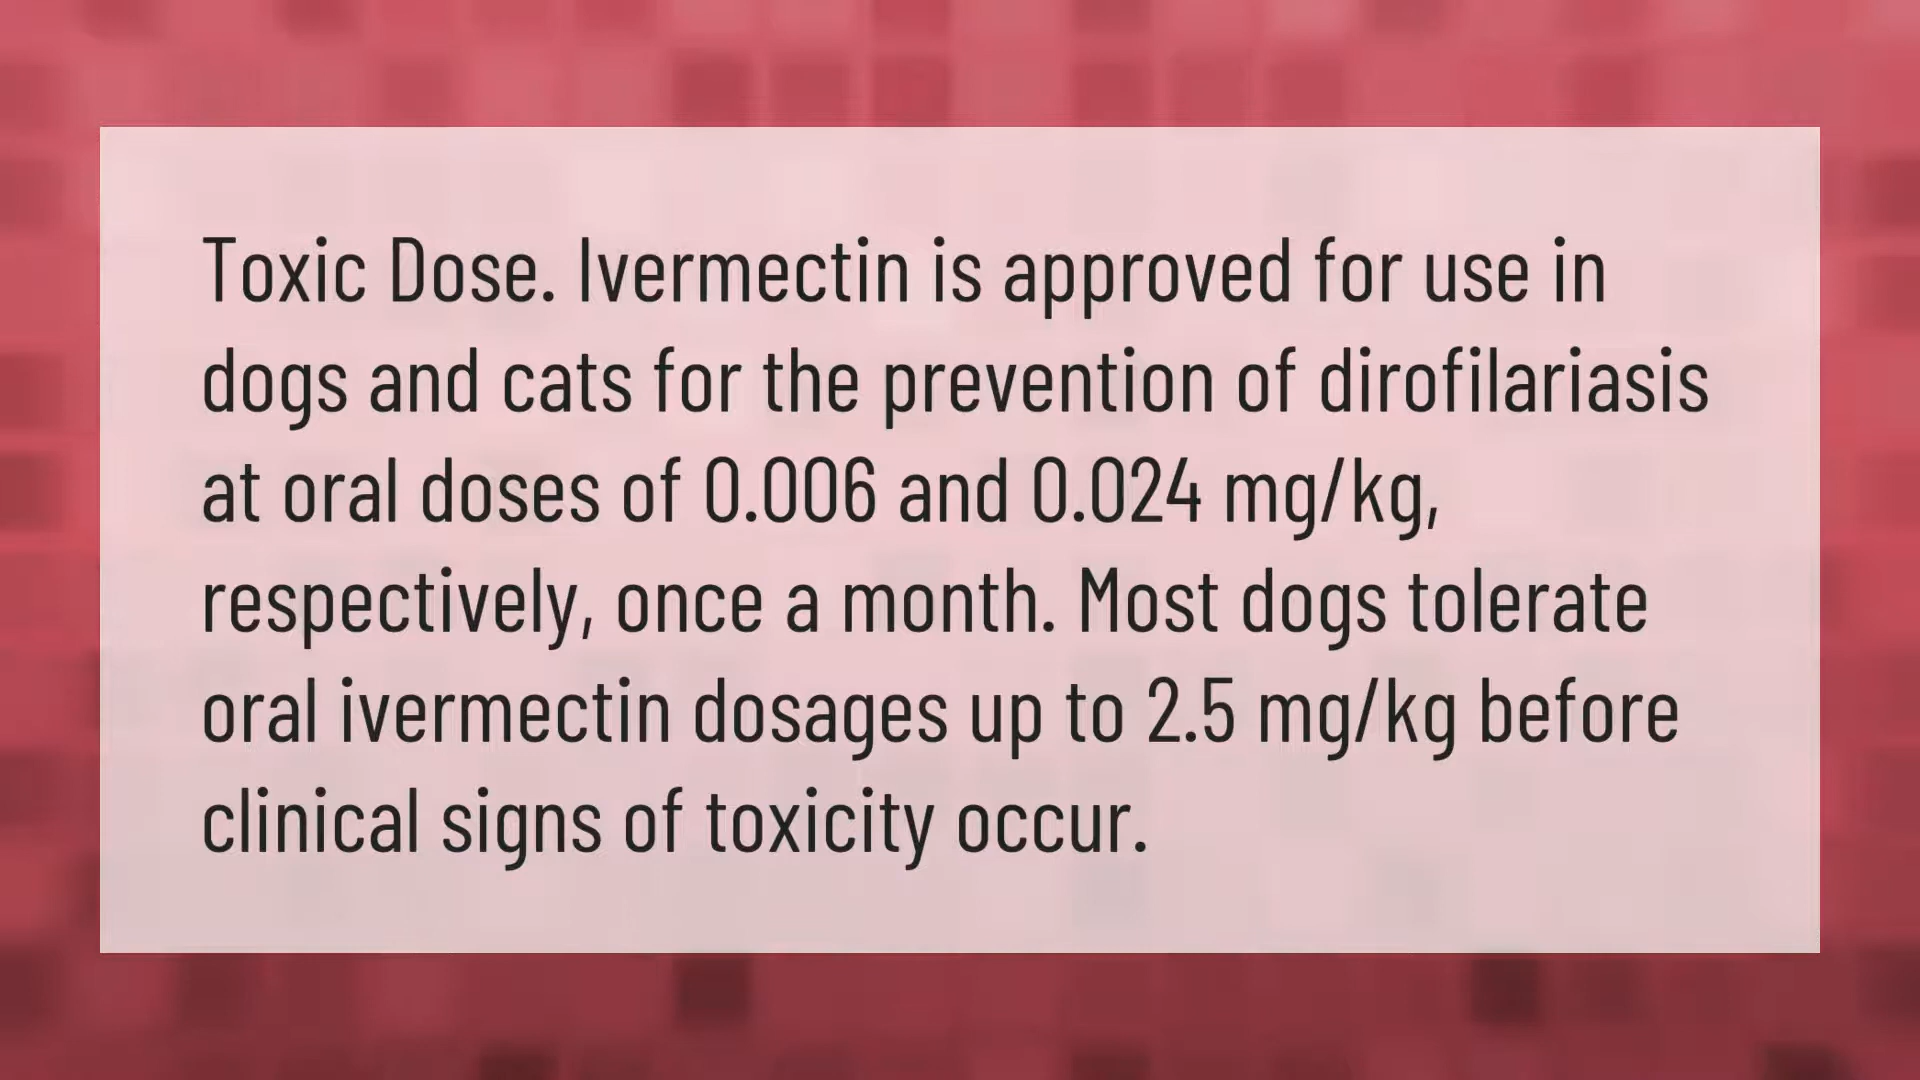 Toxic Dose. Ivermectin is approved for use in
dogs and cats for the prevention of dirofilariasis
at oral doses of 0.006 and 0.024 mg/kg,
respectively, once a month. Most dogs tolerate
oral ivermectin dosages up to 2.5 mg/kg before
clinical signs of toxicity occur.